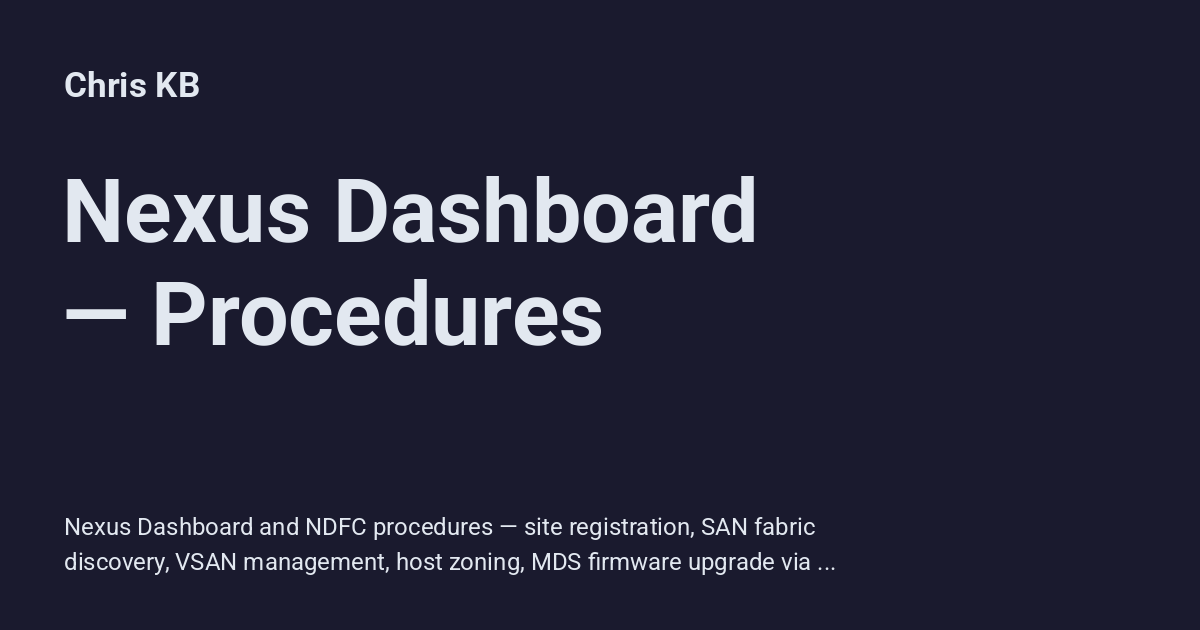 Chris KB
Nexus Dashboard
— Procedures
Nexus Dashboard and NDFC procedures — site registration, SAN fabric
discovery, VSAN management, host zoning, MDS firmware upgrade via ...